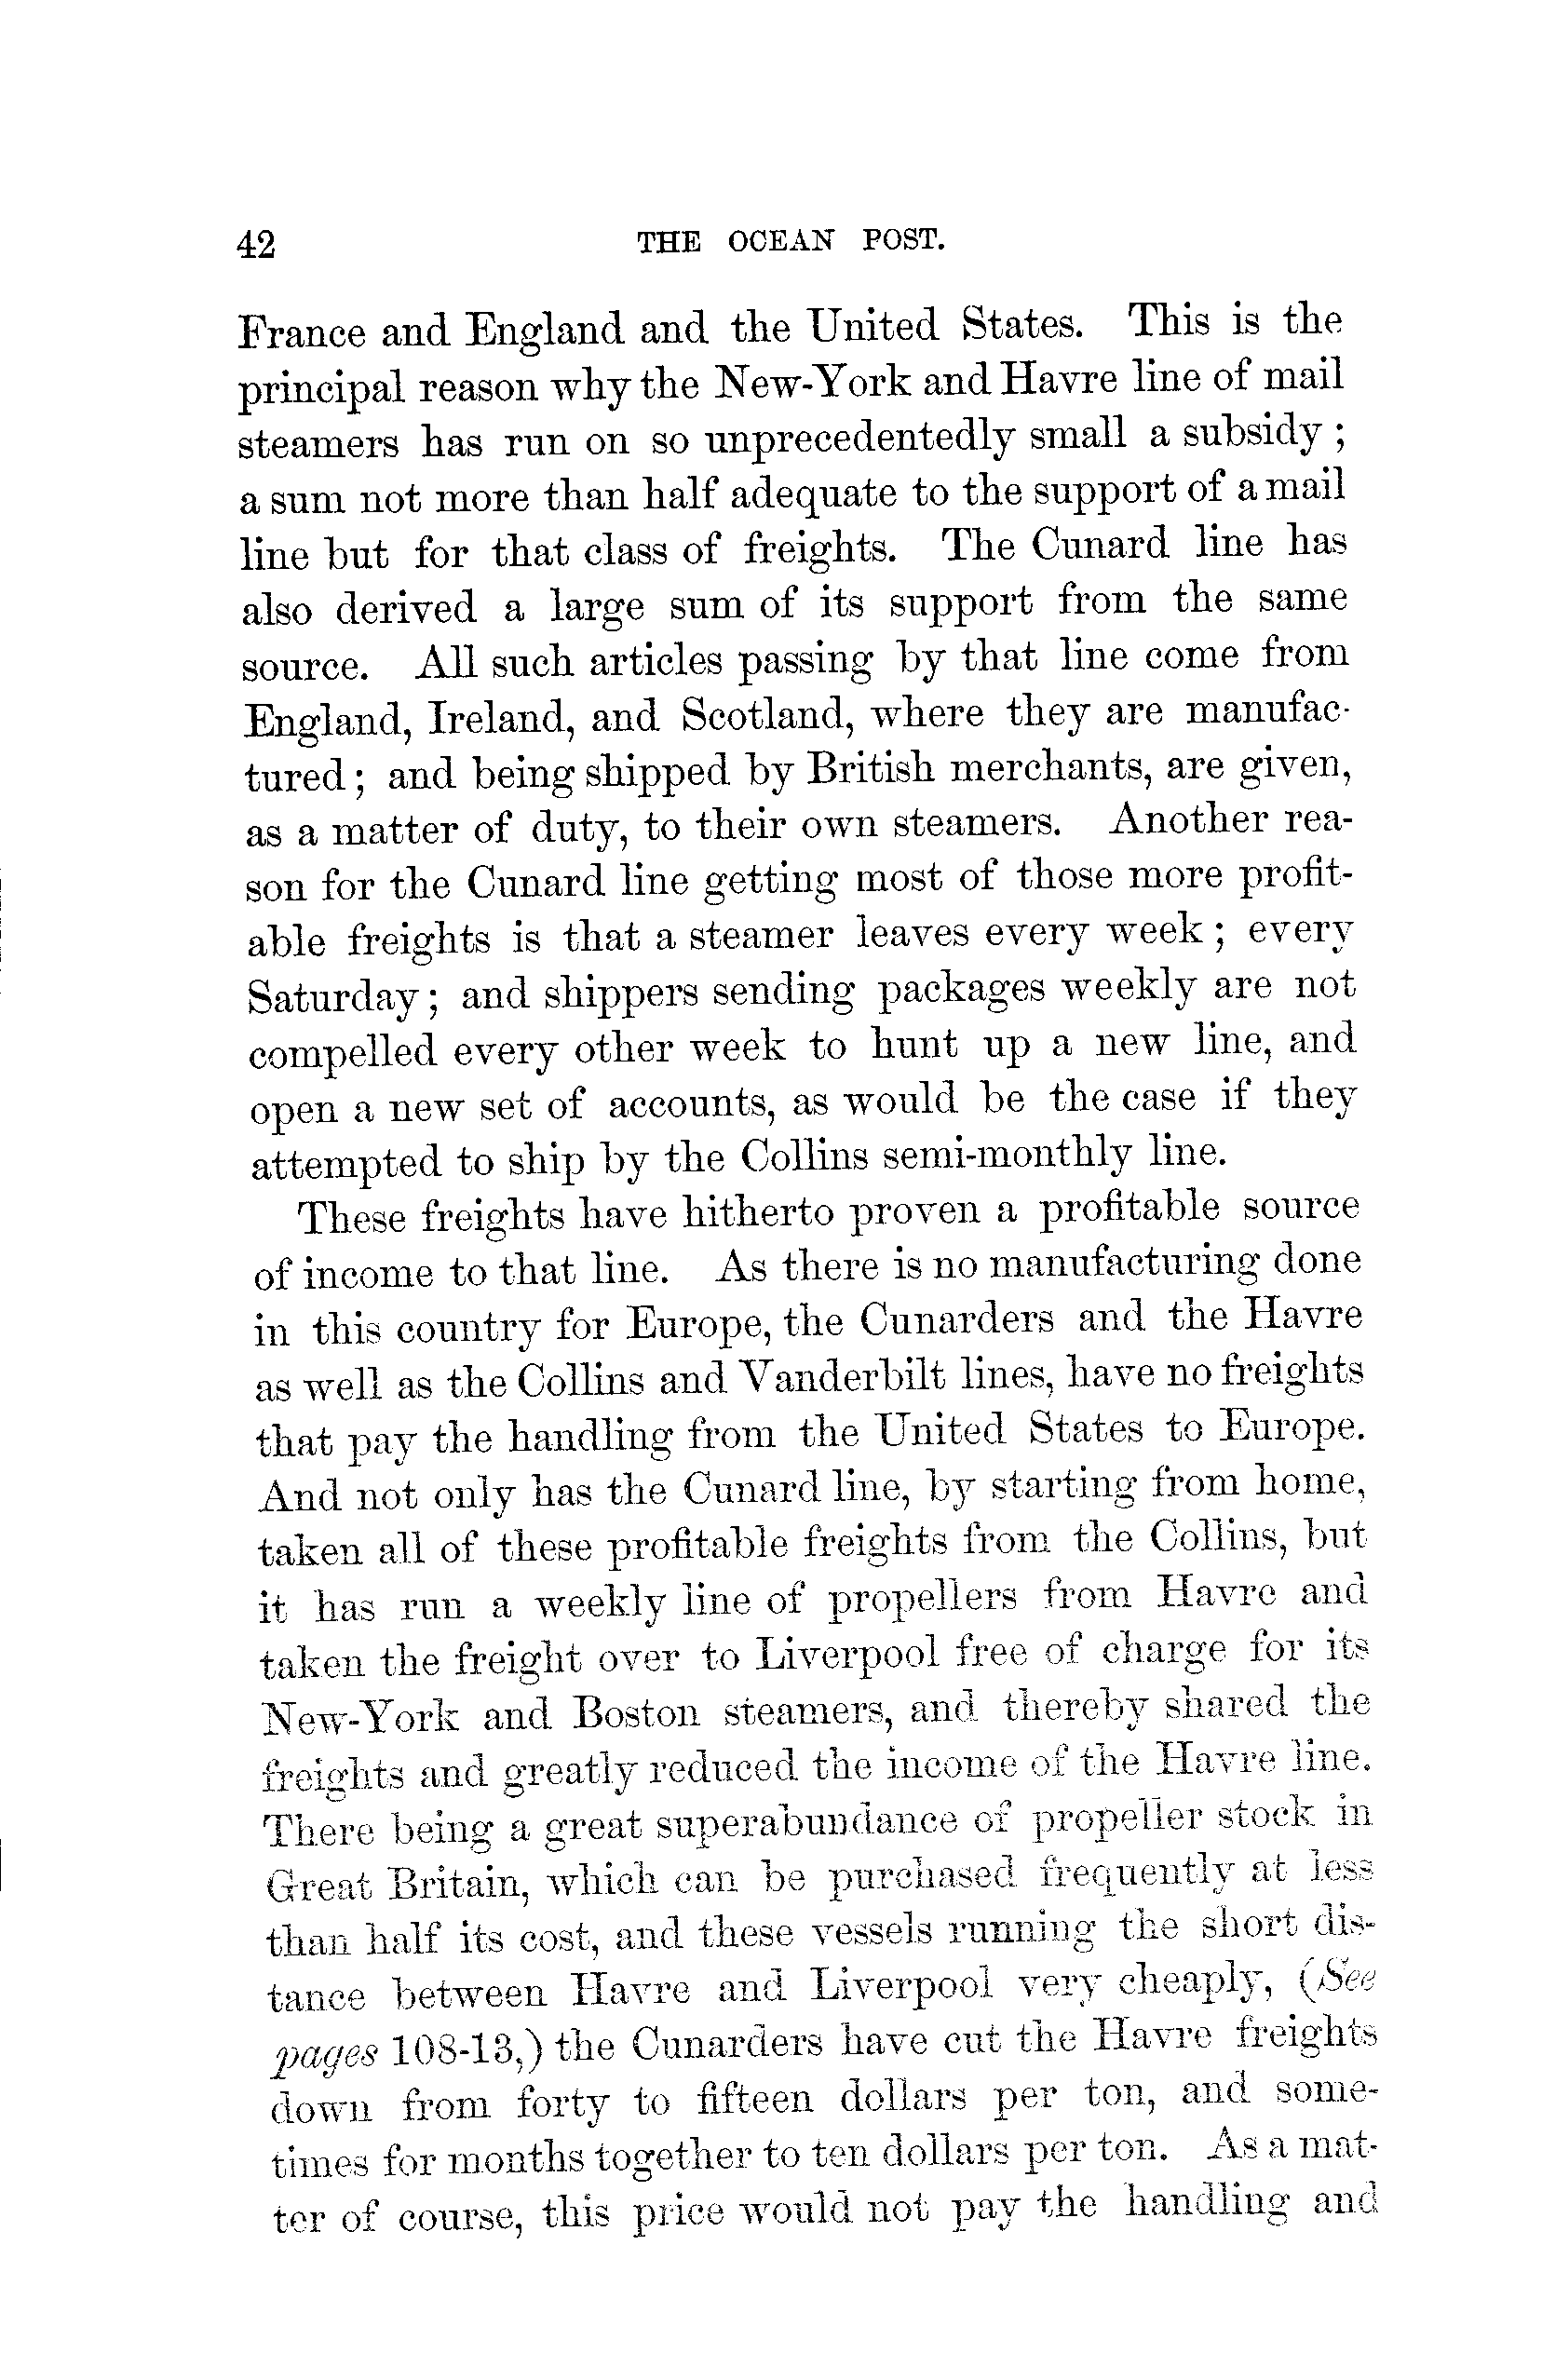 42 THE OCEAN POST.
France and England and the United States. This is the
principal reason why the New-York and Havre line of mail
steamers has run on so unprecedentedly small a subsidy ;
a sum not more than half adequate to the support of a mail
line but for that class of freights. The Cunard line has
also derived a large sum of its support from the same
source. All such articles passing by that line come from
England, Ireland, and Scotland, where they are manufac-
tured ; and being shipped by British merchants, are given,
as a matter of duty, to their own steamers. Another rea-
son for the Cunard line getting most of those more profit-
able freights is that a steamer leaves every week ; every
Saturday ; and shippers sending packages weekly are not
compelled every other week to hunt up a new line, and
open a new set of accounts, as would be the case if they
attempted to ship by the Collins semi-monthly line.
These freights have hitherto proven a profitable source
of income to that line. As there is no manufacturing done
in this country for Europe, the Cunarders and the Havre
as well as the Collins and Vanderbilt lines, have no freights
that pay the handling from the United States to Europe.
And not only has the Cunard line, by starting from home,
taken all of these profitable freights from the Collins, but
it has run a weekly line of propellers from Havre and
taken the freight over to Liverpool free of charge for its
New-York and Boston steamers, and thereby shared the
freights and greatly reduced the income of the Havre line.
There being a great superabundance of propeller stock in
Great Britain, which can be purchased frequently at less
than half its cost, and these vessels running the short dis-
tance between Havre and Liverpool very cheaply, (See
pages 108-13,) the Cunarders have cut the Havre freights
down from forty to fifteen dollars per ton, and some-
times for months together to ten dollars per ton. As a mat-
ter of course, this price would not pay the handling and